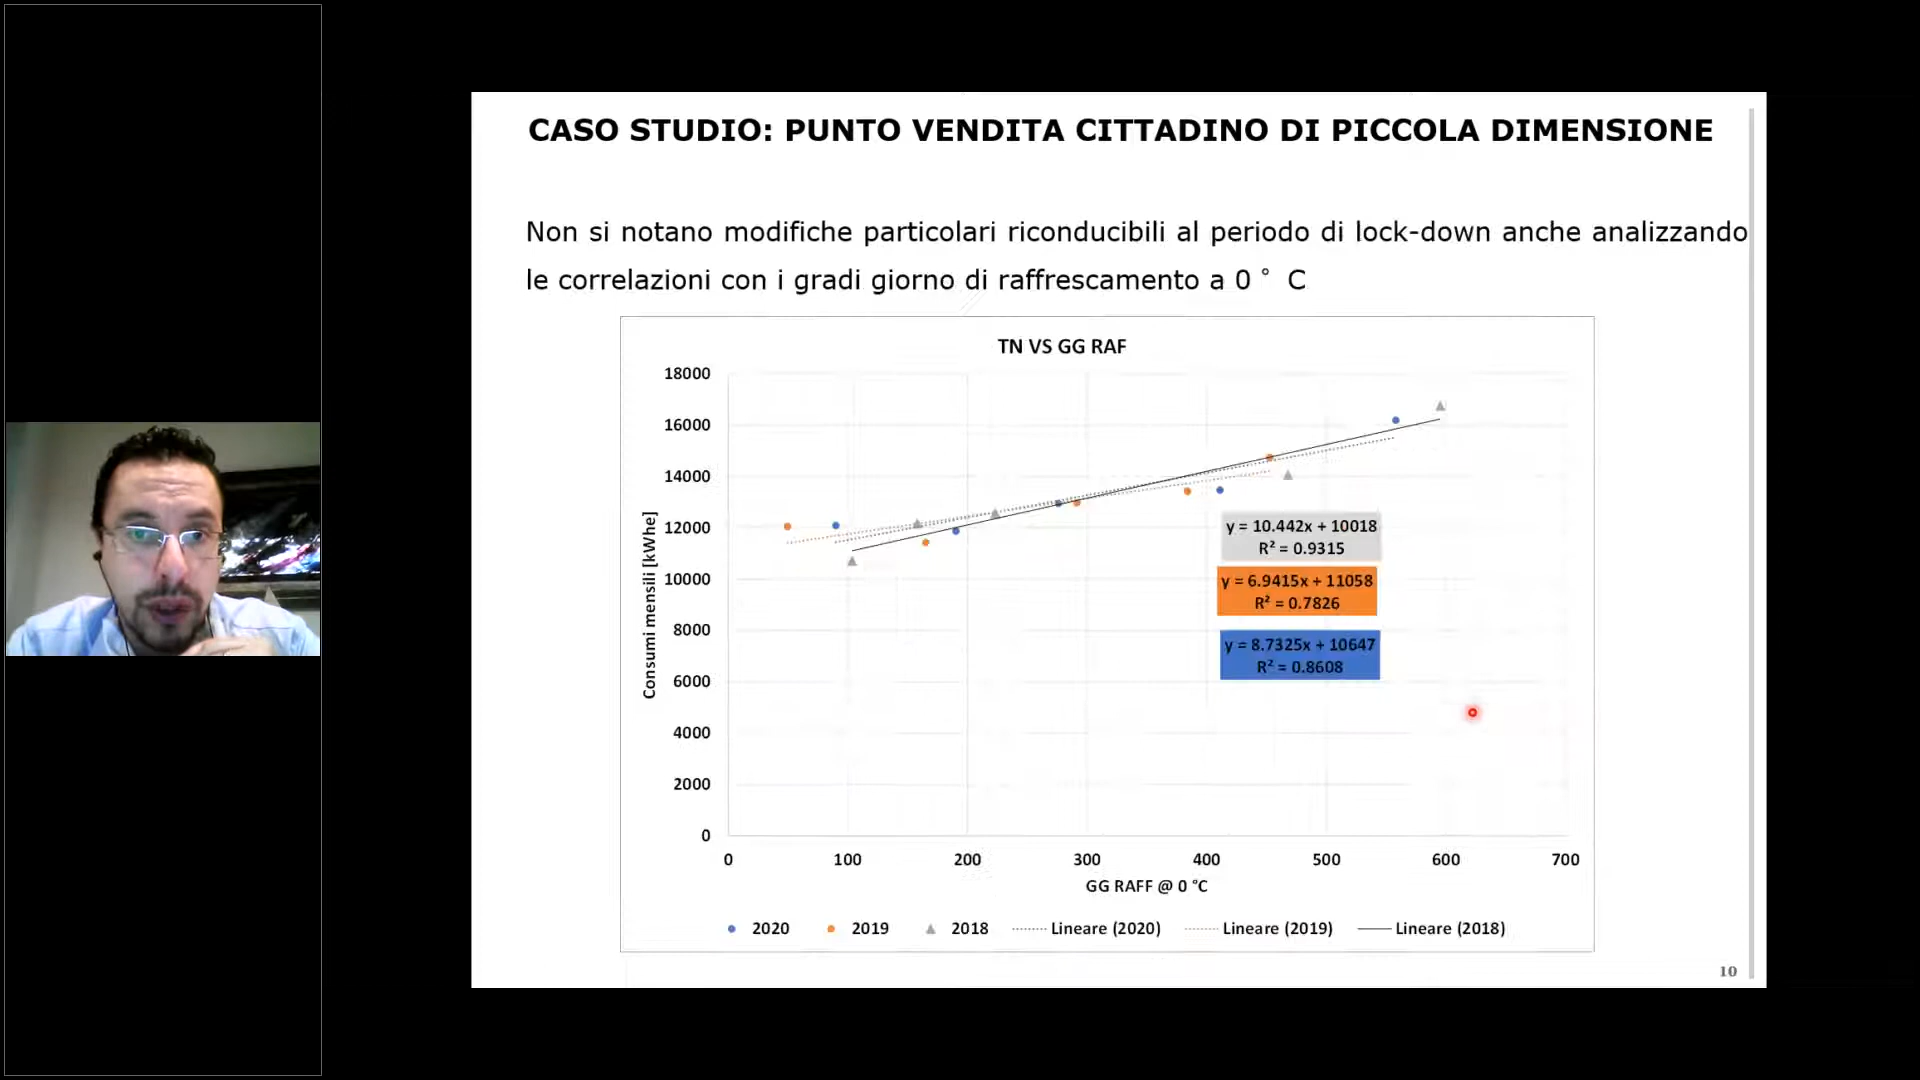 CASO STUDIO: PUNTO VENDITA CITTADINO DI PICCOLA DIMENSIONE
Non si notano modifiche particolari riconducibili al periodo di lock-down anche analizzando
le correlazioni con i gradi giorno di raffrescamento a 0 ° C
TN VS GG RAF
18000
16000
14000
12000
10000
8000
6000
4000
2000
0
Consumi mensili [kWhe]
y = 10.442x + 10018
R² = 0.9315
y = 6.9415x + 11058
R² = 0.7826
y = 8.7325x + 10647
R² = 0.8608
0 100 200 300 400 500 600 700
GG RAFF @ 0 °C
2020 2019 2018 Lineare (2020) Lineare (2019) Lineare (2018)
10